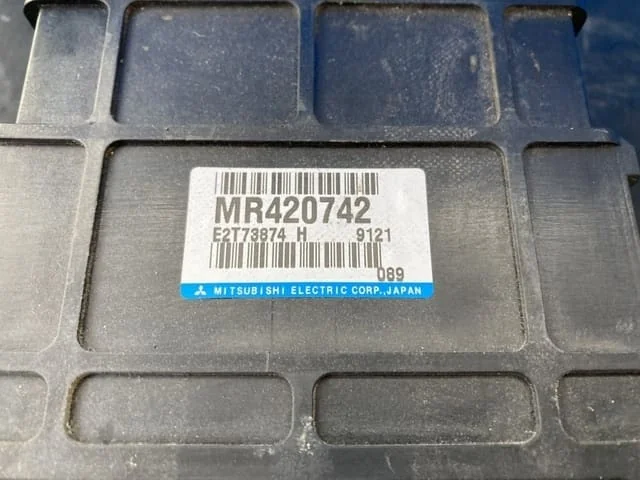 MR420742
E2T73874 H 9121
089
MITSUBISHI ELECTRIC CORP.,JAPAN